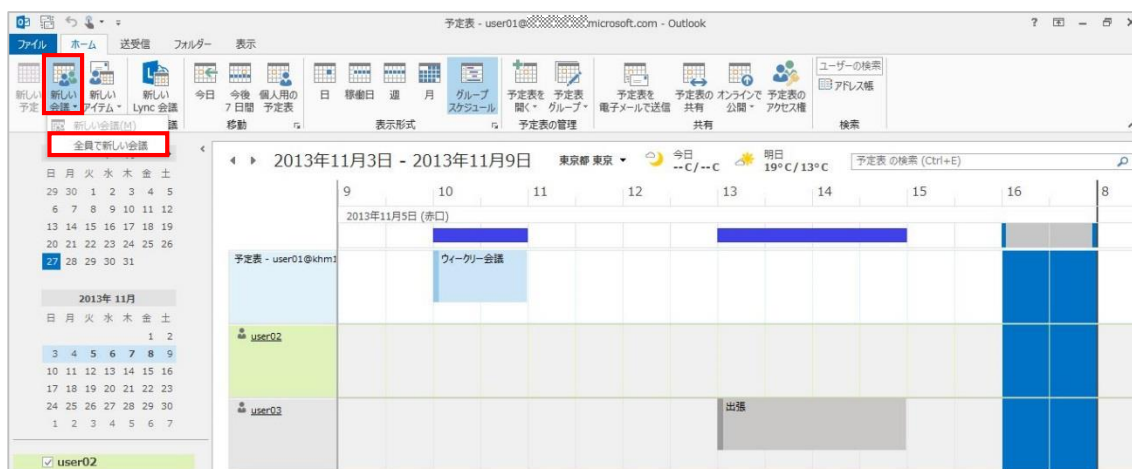 予定表 - user01@ microsoft.com - Outlook
ファイル ホーム 送受信 フォルダー 表示
新しい予定
新しい会議
新しいアイテム
新しい Lync 会議
今日
今後 7 日間
個人用の予定表
日
稼働日
週
月
グループ スケジュール
予定表を開く
予定表 グループ
予定表を電子メールで送信
予定表の共有
オンラインで公開
予定表のアクセス権
ユーザーの検索
アドレス帳
新しい会議(M)
移動 表示形式 予定表の管理 共有 検索
全員で新しい会議
日 月 火 水 木 金 土
29 30 1 2 3 4 5
6 7 8 9 10 11 12
13 14 15 16 17 18 19
20 21 22 23 24 25 26
27 28 29 30 31
2013年 11月
日 月 火 水 木 金 土
1 2
3 4 5 6 7 8 9
10 11 12 13 14 15 16
17 18 19 20 21 22 23
24 25 26 27 28 29 30
1 2 3 4 5 6 7
user02
2013年11月3日 - 2013年11月9日
東京都 東京
今日
--°C/--°C
明日
19°C/13°C
予定表 の検索 (Ctrl+E)
9 10 11 12 13 14 15 16 8
2013年11月5日 (赤口)
予定表 - user01@khm1
ウィークリー会議
user02
user03
出張